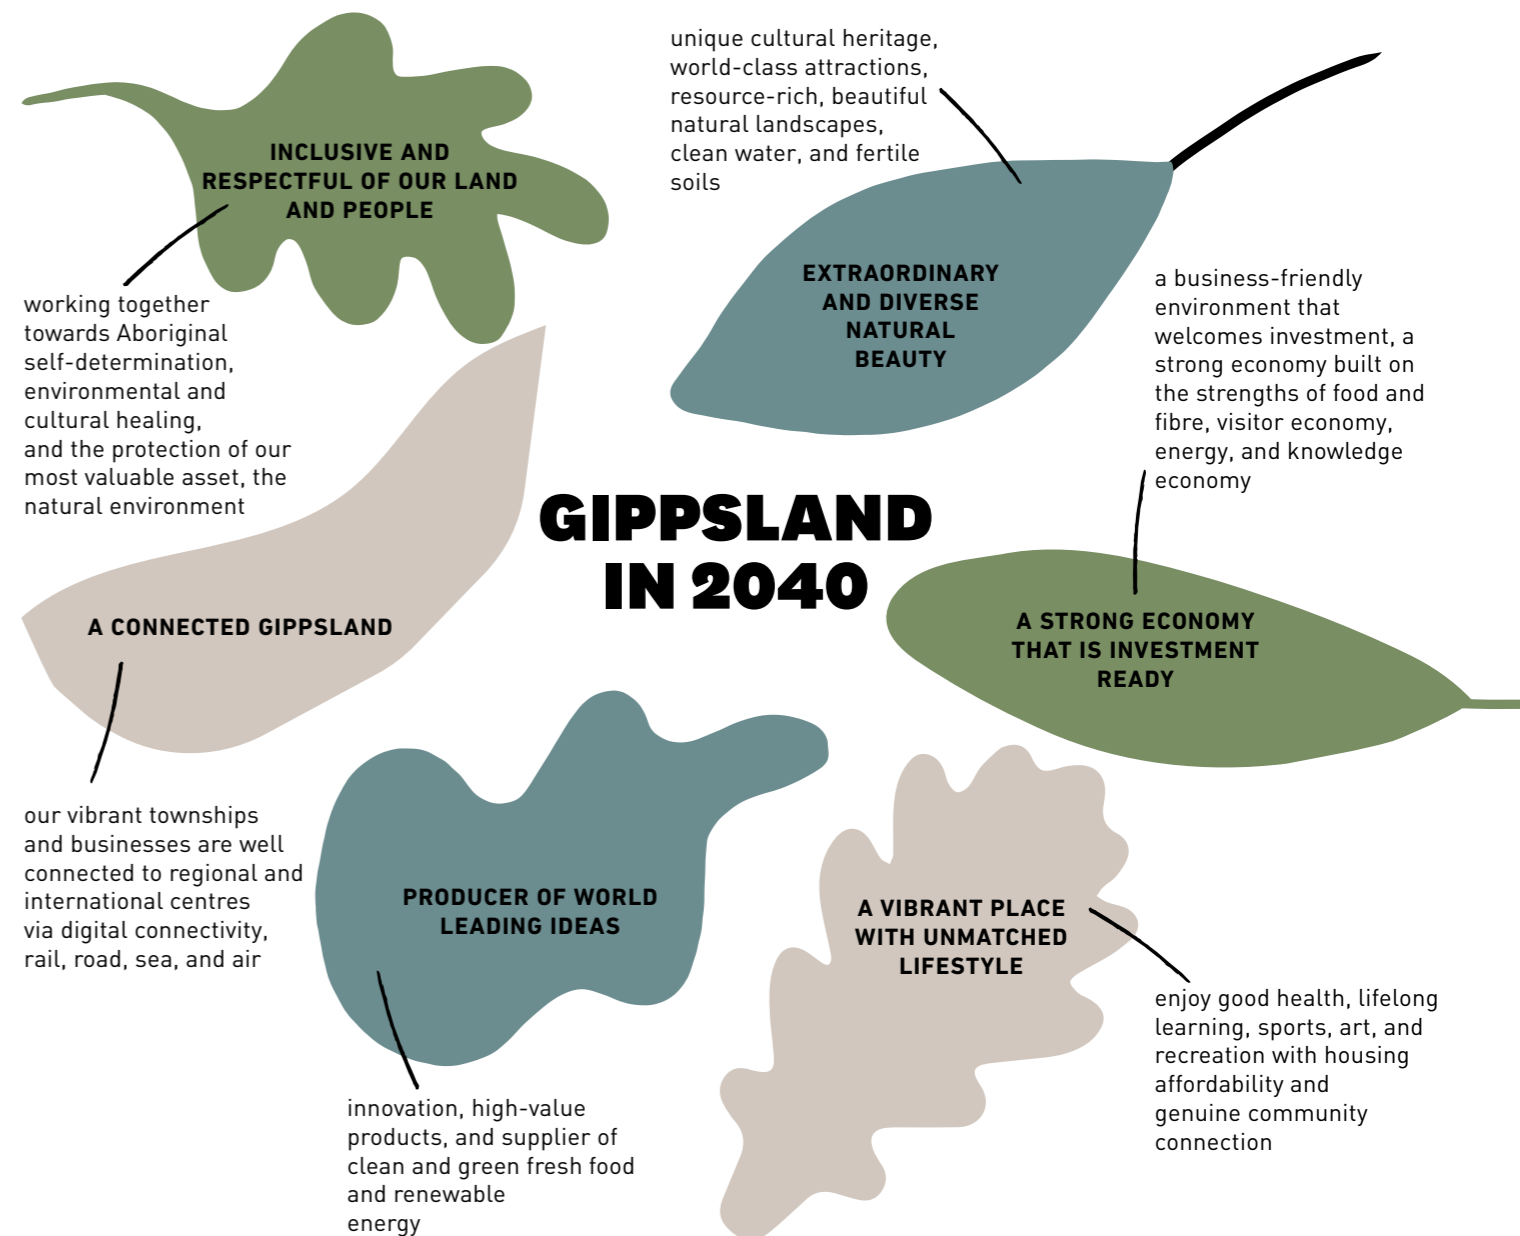 INCLUSIVE AND
RESPECTFUL OF OUR LAND
AND PEOPLE
working together
towards Aboriginal
self-determination,
environmental and
cultural healing,
and the protection of our
most valuable asset, the
natural environment
unique cultural heritage,
world-class attractions,
resource-rich, beautiful
natural landscapes,
clean water, and fertile
soils
EXTRAORDINARY
AND DIVERSE
NATURAL
BEAUTY
a business-friendly
environment that
welcomes investment, a
strong economy built on
the strengths of food and
fibre, visitor economy,
energy, and knowledge
economy
GIPPSLAND
IN 2040
A CONNECTED GIPPSLAND
our vibrant townships
and businesses are well
connected to regional and
international centres
via digital connectivity,
rail, road, sea, and air
A STRONG ECONOMY
THAT IS INVESTMENT
READY
PRODUCER OF WORLD
LEADING IDEAS
innovation, high-value
products, and supplier of
clean and green fresh food
and renewable
energy
A VIBRANT PLACE
WITH UNMATCHED
LIFESTYLE
enjoy good health, lifelong
learning, sports, art, and
recreation with housing
affordability and
genuine community
connection